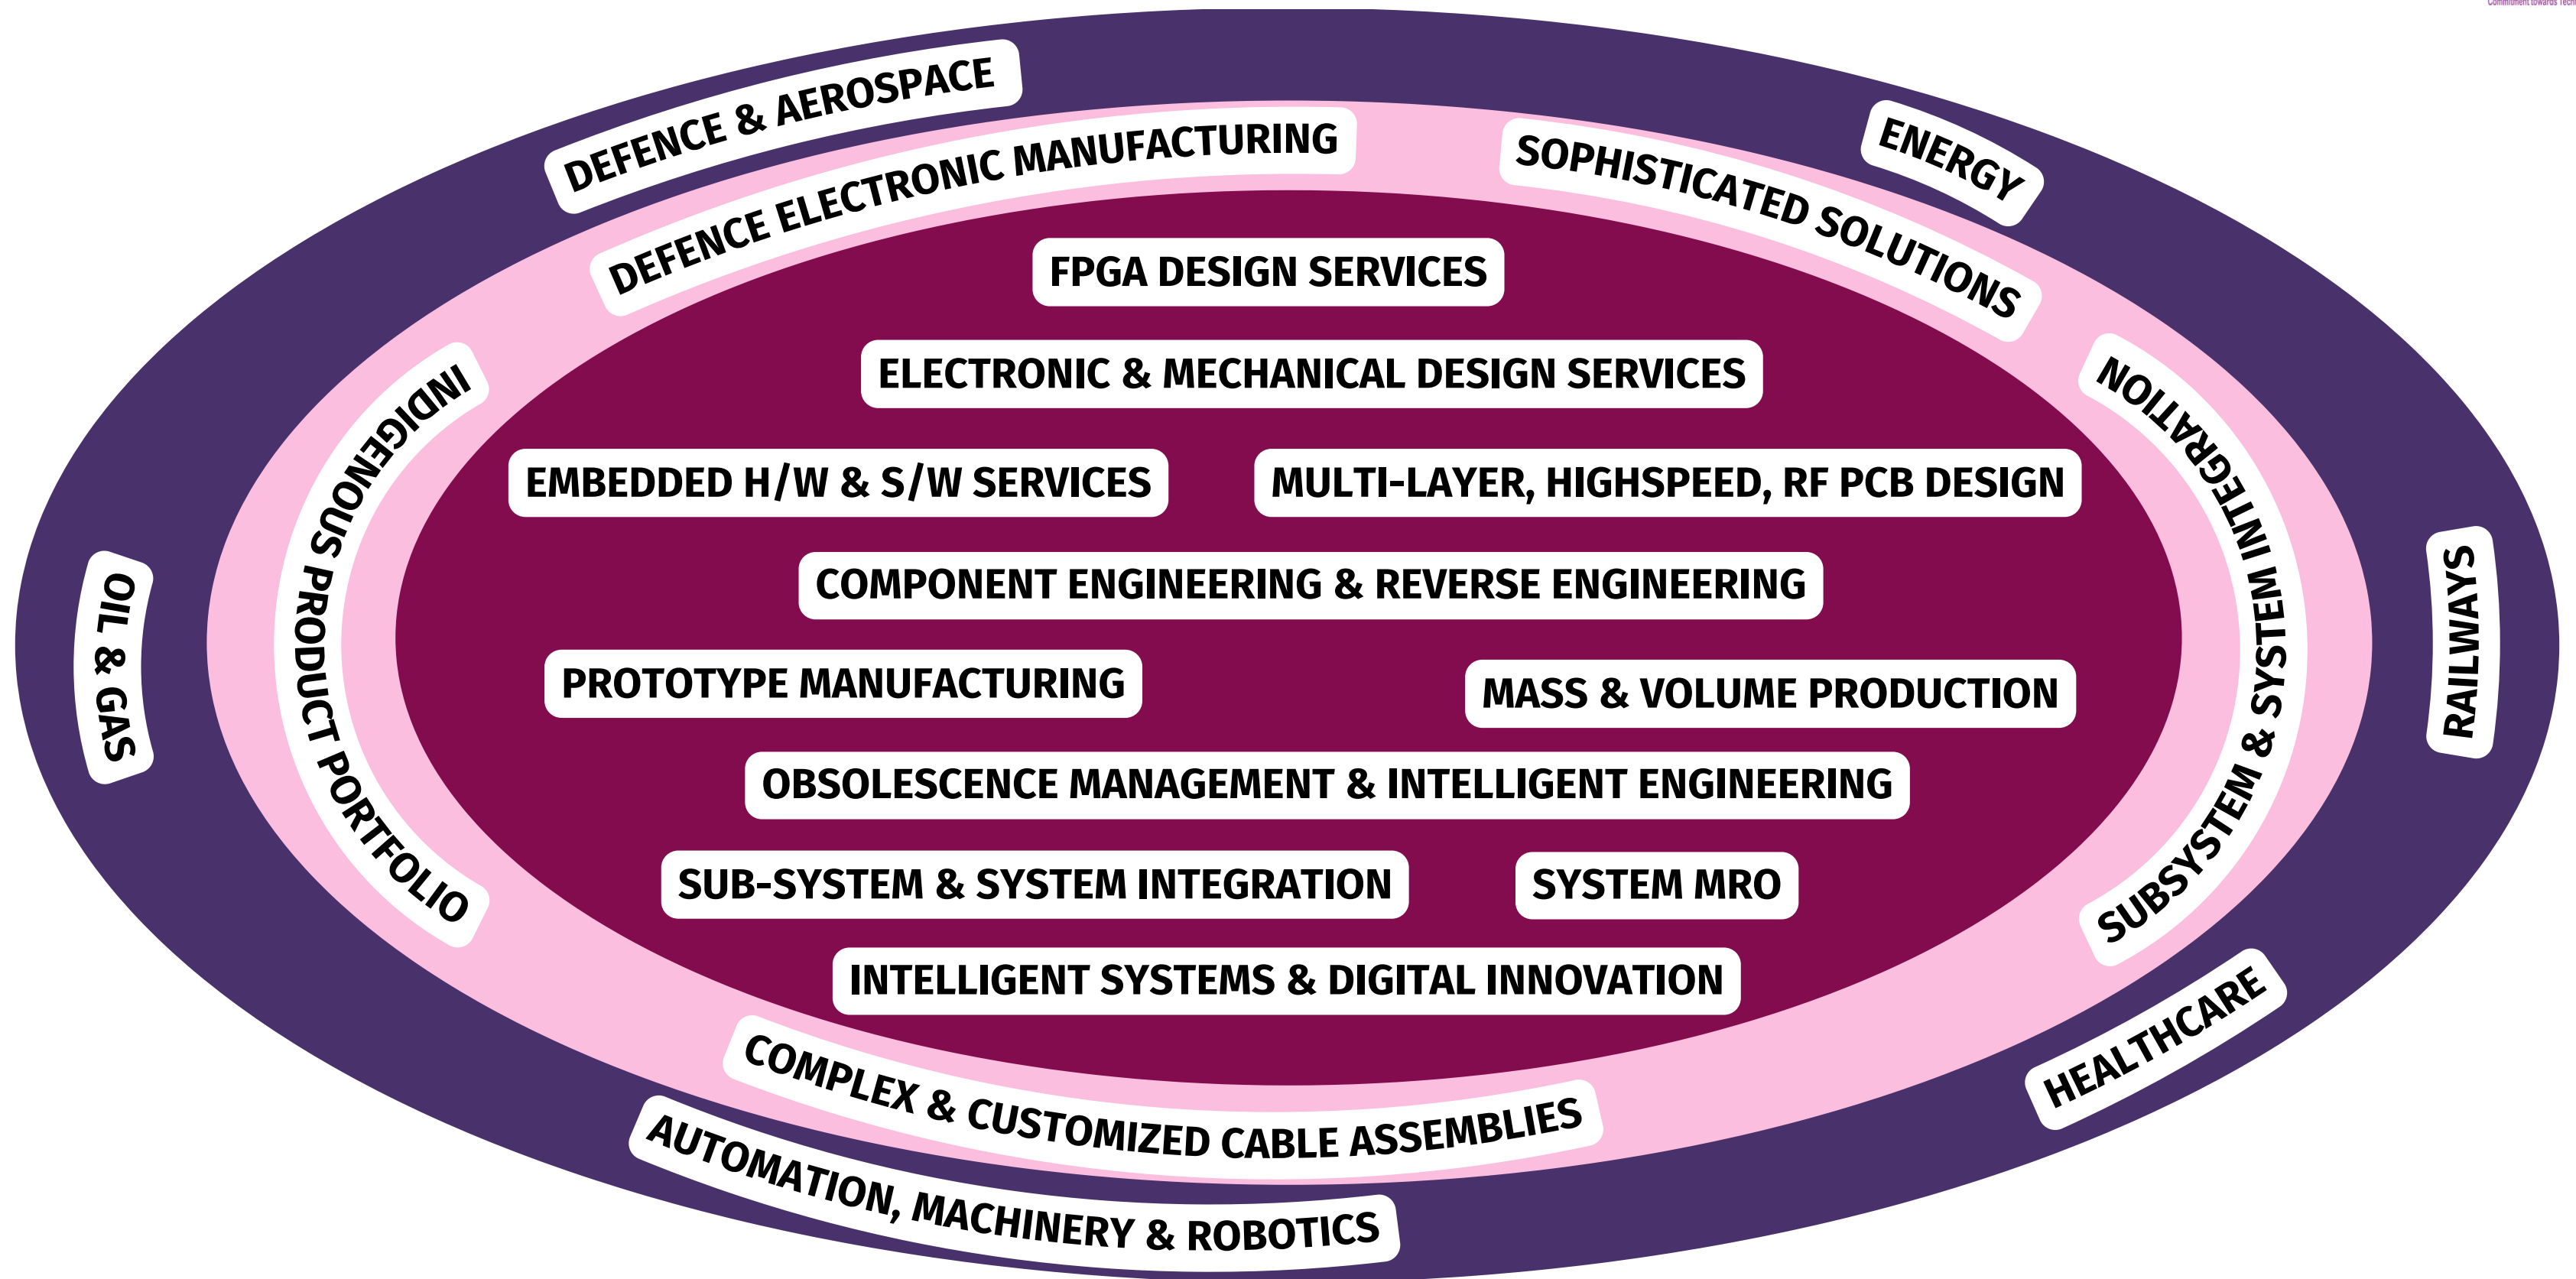 Commitment towards Tech
DEFENCE & AEROSPACE
ENERGY
DEFENCE ELECTRONIC MANUFACTURING
SOPHISTICATED SOLUTIONS
FPGA DESIGN SERVICES
ELECTRONIC & MECHANICAL DESIGN SERVICES
INDIGENOUS PRODUCT PORTFOLIO
SUBSYSTEM & SYSTEM INTEGRATION
EMBEDDED H/W & S/W SERVICES
MULTI-LAYER, HIGHSPEED, RF PCB DESIGN
OIL & GAS
RAILWAYS
COMPONENT ENGINEERING & REVERSE ENGINEERING
PROTOTYPE MANUFACTURING
MASS & VOLUME PRODUCTION
OBSOLESCENCE MANAGEMENT & INTELLIGENT ENGINEERING
SUB-SYSTEM & SYSTEM INTEGRATION
SYSTEM MRO
INTELLIGENT SYSTEMS & DIGITAL INNOVATION
HEALTHCARE
COMPLEX & CUSTOMIZED CABLE ASSEMBLIES
AUTOMATION, MACHINERY & ROBOTICS